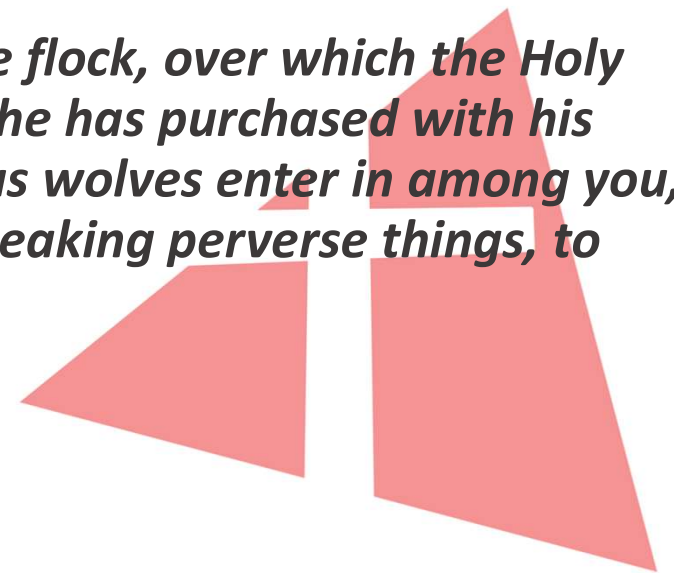 e flock, over which the Holy
he has purchased with his
us wolves enter in among you,
eaking perverse things, to